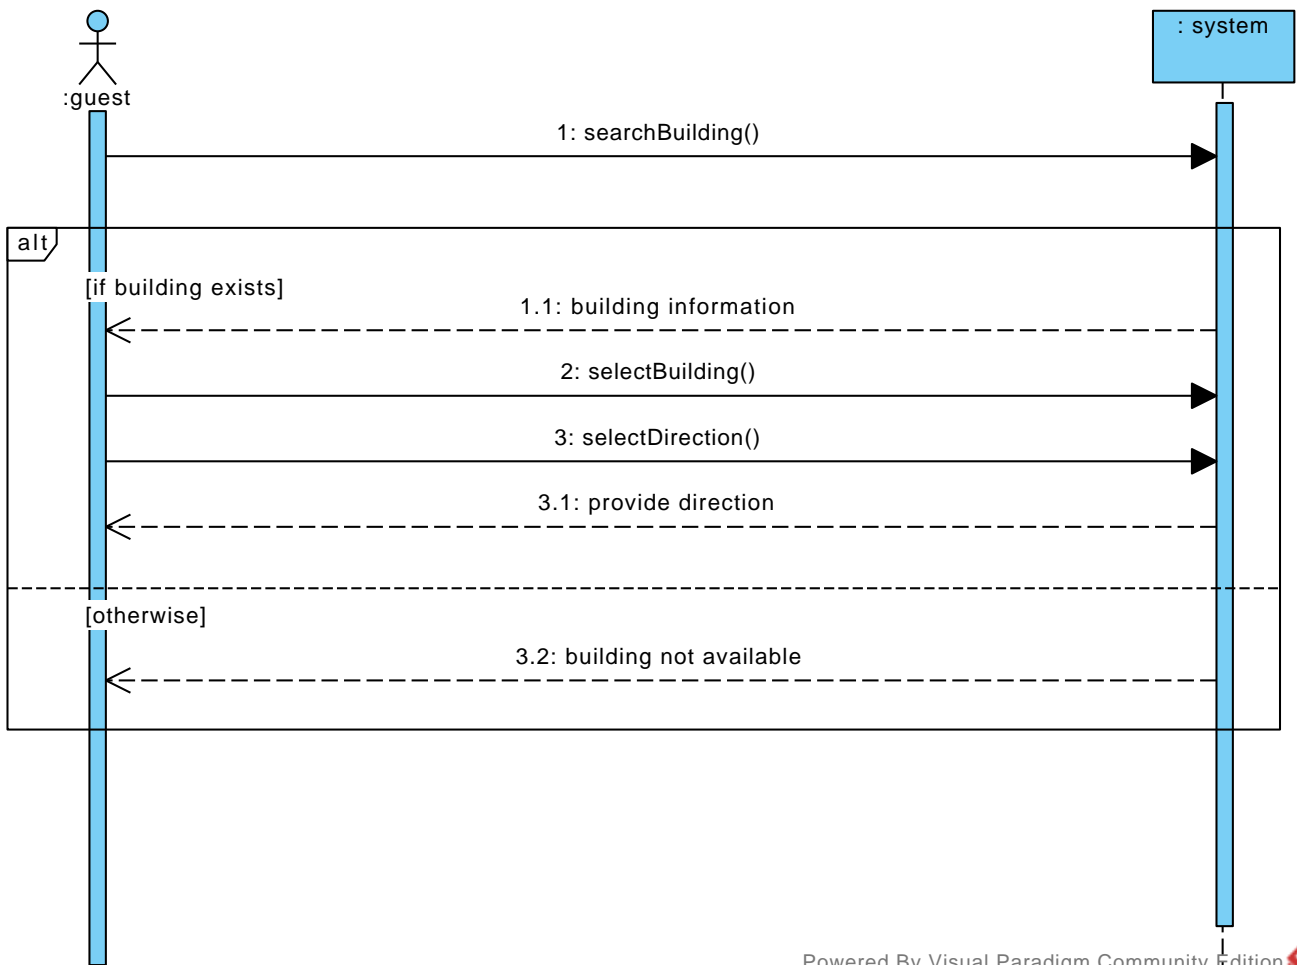 : system
:guest
1: searchBuilding()
alt
[if building exists]
1.1: building information
2: selectBuilding()
3: selectDirection()
3.1: provide direction
[otherwise]
3.2: building not available
Powered By Visual Paradigm Community Edition